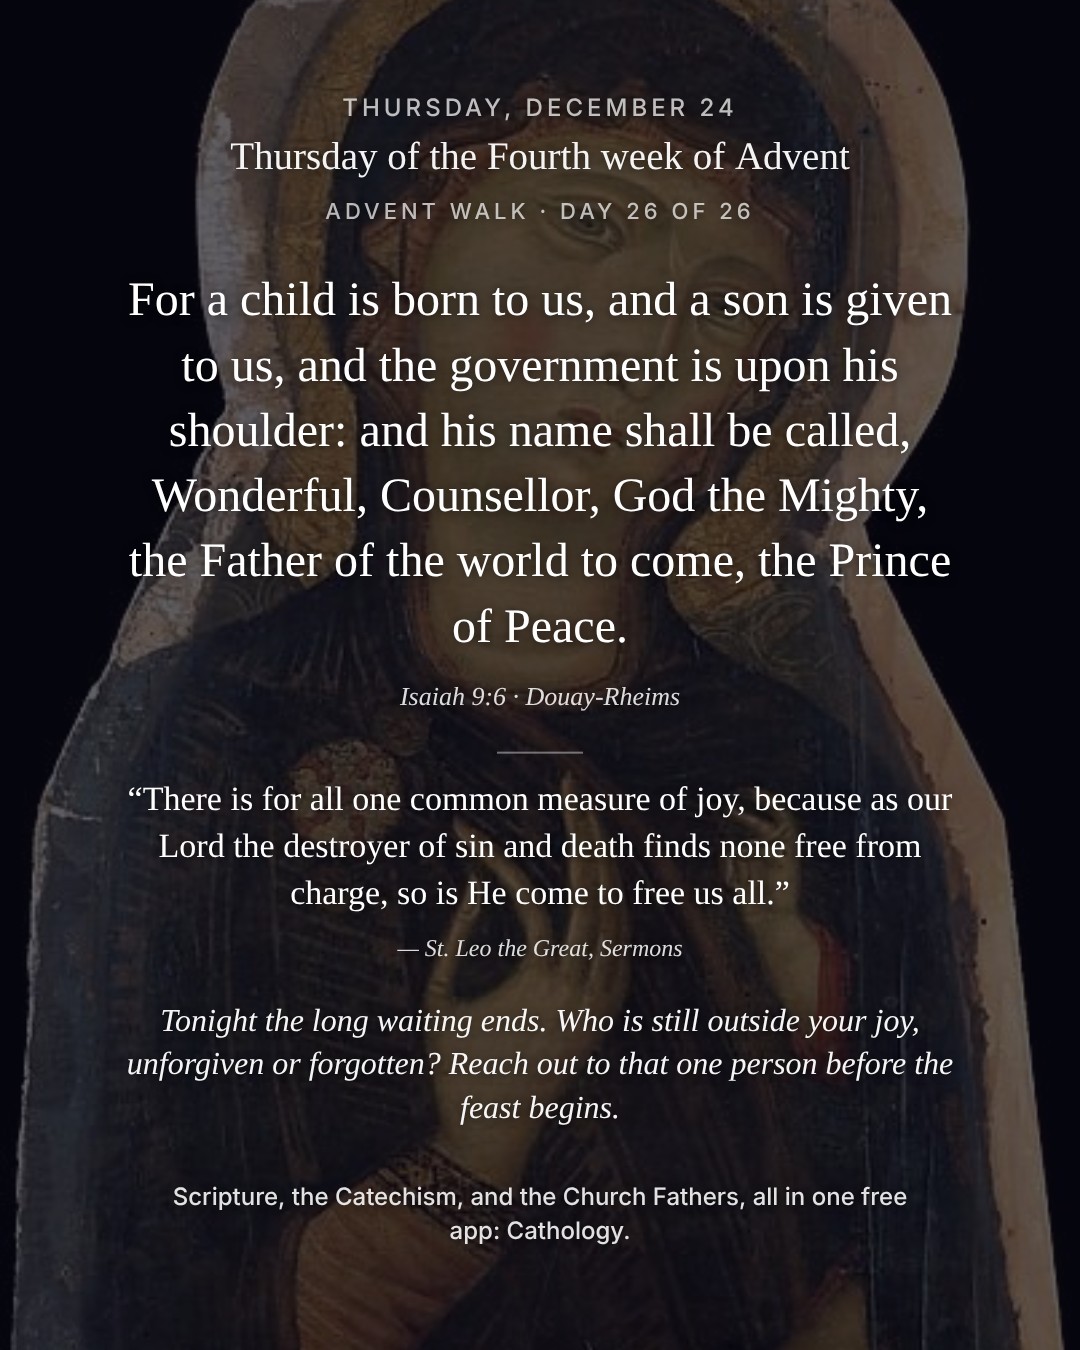 THURSDAY, DECEMBER 24
Thursday of the Fourth week of Advent
ADVENT WALK · DAY 26 OF 26
For a child is born to us, and a son is given
to us, and the government is upon his
shoulder: and his name shall be called,
Wonderful, Counsellor, God the Mighty,
the Father of the world to come, the Prince
of Peace.
Isaiah 9:6 · Douay-Rheims
“There is for all one common measure of joy, because as our
Lord the destroyer of sin and death finds none free from
charge, so is He come to free us all.”
— St. Leo the Great, Sermons
Tonight the long waiting ends. Who is still outside your joy,
unforgiven or forgotten? Reach out to that one person before the
feast begins.
Scripture, the Catechism, and the Church Fathers, all in one free
app: Cathology.